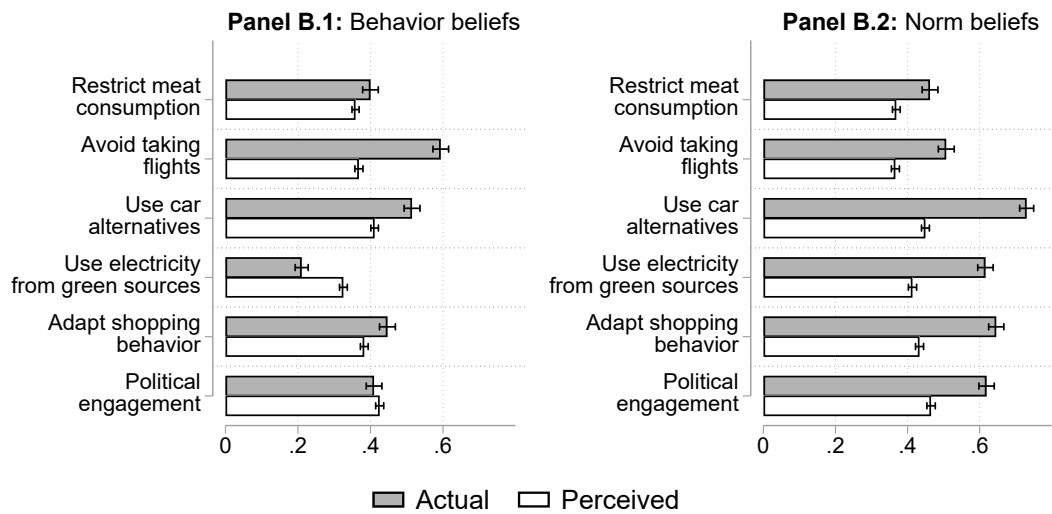 Panel B.1: Behavior beliefs
Restrict meat
consumption
Avoid taking
flights
Use car
alternatives
Use electricity
from green sources
Adapt shopping
behavior
Political
engagement
0 .2 .4 .6
Panel B.2: Norm beliefs
Restrict meat
consumption
Avoid taking
flights
Use car
alternatives
Use electricity
from green sources
Adapt shopping
behavior
Political
engagement
0 .2 .4 .6
Actual Perceived